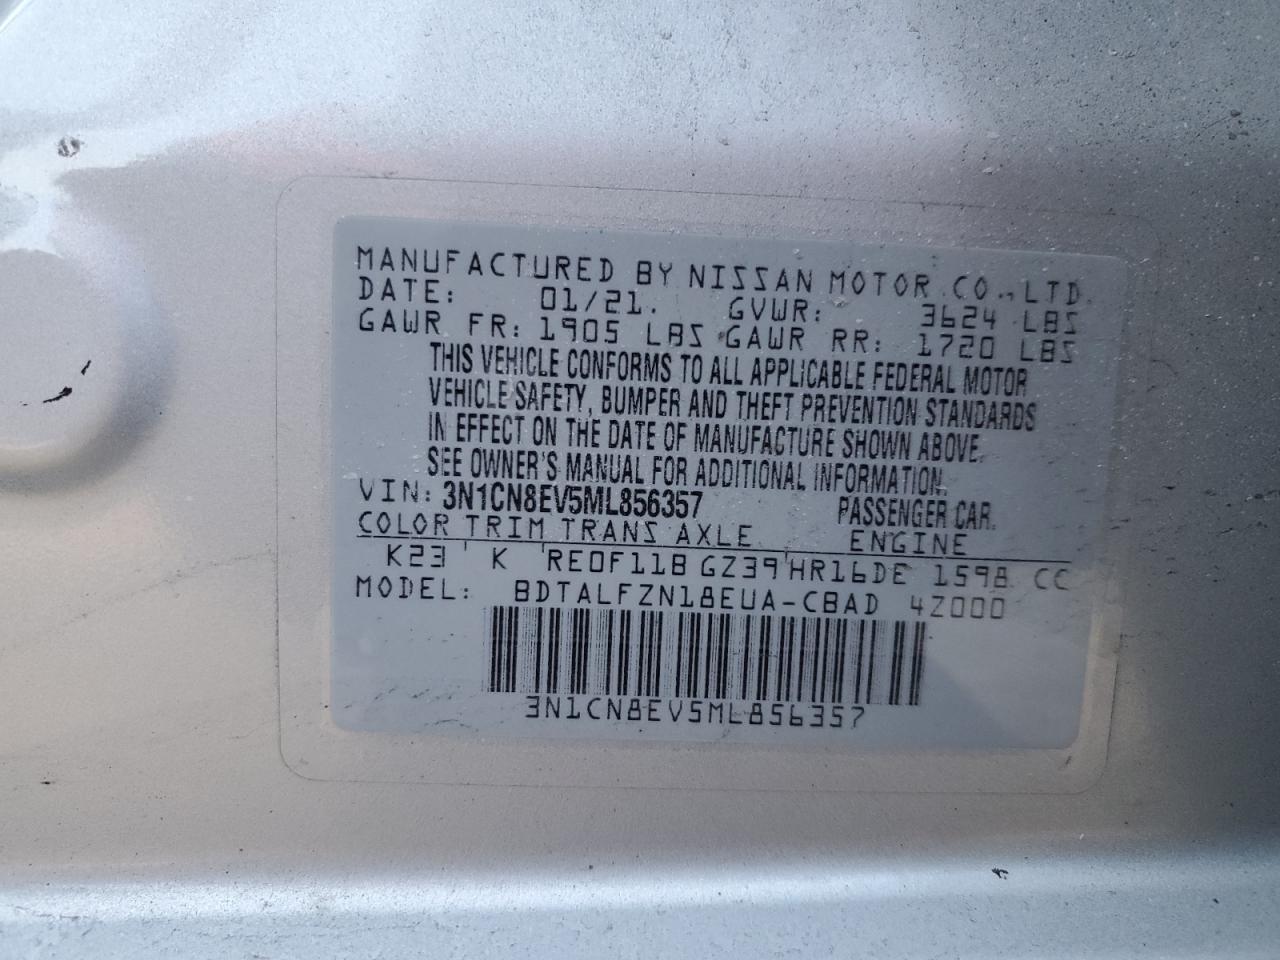 MANUFACTURED BY NISSAN MOTOR CO., LTD.
DATE: 01/21. GVWR: 3624 LBS
GAWR FR: 1905 LBS GAWR RR: 1720 LBS
THIS VEHICLE CONFORMS TO ALL APPLICABLE FEDERAL MOTOR
VEHICLE SAFETY, BUMPER AND THEFT PREVENTION STANDARDS
IN EFFECT ON THE DATE OF MANUFACTURE SHOWN ABOVE.
SEE OWNER'S MANUAL FOR ADDITIONAL INFORMATION.
VIN: 3N1CN8EV5ML856357 PASSENGER CAR.
COLOR TRIM TRANS AXLE ENGINE
K23 K RE0F11B GZ39 HR16DE 1598 CC
MODEL: BDTALFZN18EUA-CBAD 4Z000
3N1CN8EV5ML856357